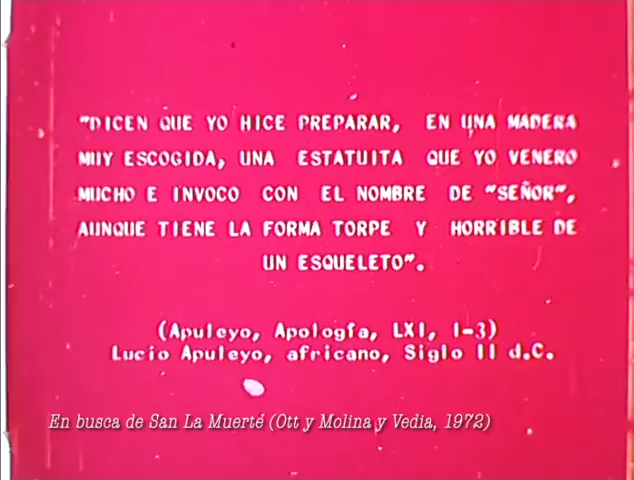 "DICEN QUE YO HICE PREPARAR, EN UNA MADERA
MUY ESCOGIDA, UNA ESTATUITA QUE YO VENERO
MUCHO E INVOCO CON EL NOMBRE DE "SEÑOR",
AUNQUE TIENE LA FORMA TORPE Y HORRIBLE DE
UN ESQUELETO".
(Apuleyo, Apología, LXI, 1-3)
Lucio Apuleyo, africano, Siglo II d.C.
En busca de San La Muerté (Ott y Molina y Vedia, 1972)